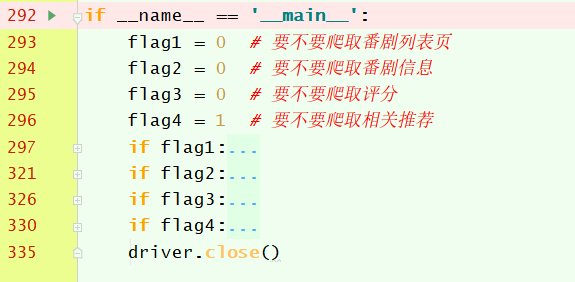 292 if __name__ == '__main__':
293 flag1 = 0 # 要不要爬取番剧列表页
294 flag2 = 0 # 要不要爬取番剧信息
295 flag3 = 0 # 要不要爬取评分
296 flag4 = 1 # 要不要爬取相关推荐
297 if flag1:...
321 if flag2:...
326 if flag3:...
330 if flag4:...
335 driver.close()